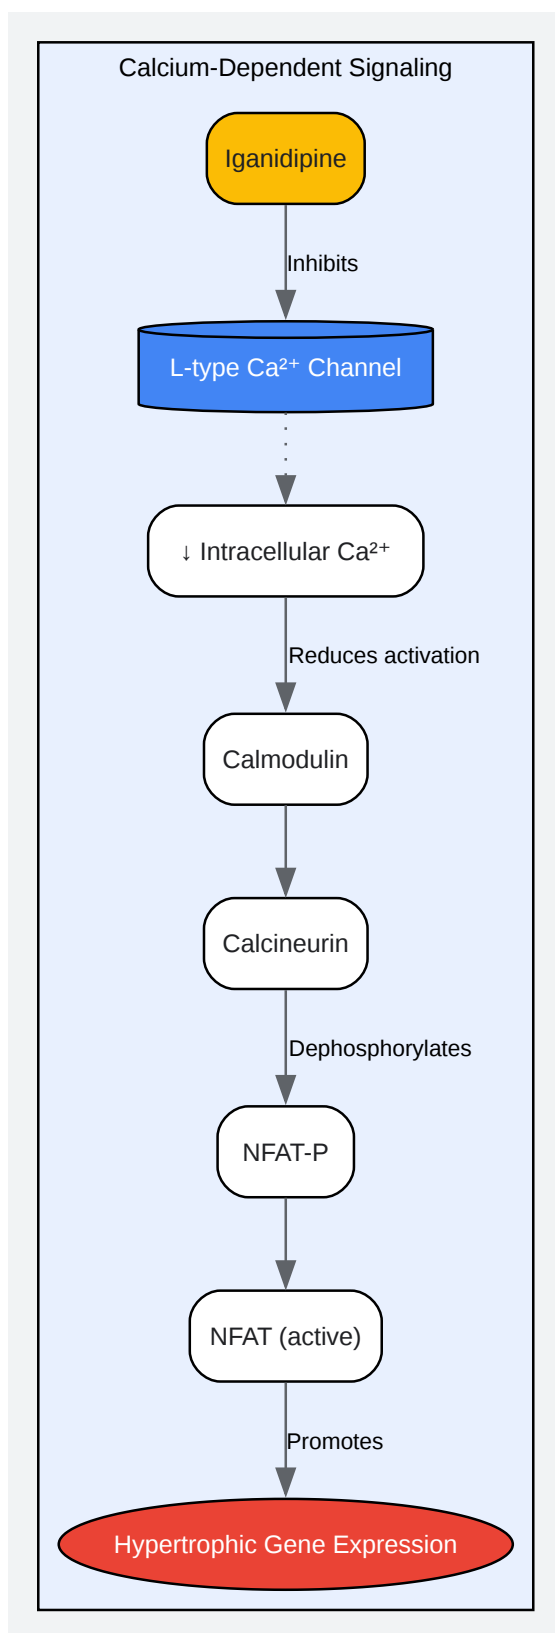 Calcium-Dependent Signaling
Iganidipine
Inhibits
L-type Ca²⁺ Channel
↓ Intracellular Ca²⁺
Reduces activation
Calmodulin
Calcineurin
Dephosphorylates
NFAT-P
NFAT (active)
Promotes
Hypertrophic Gene Expression